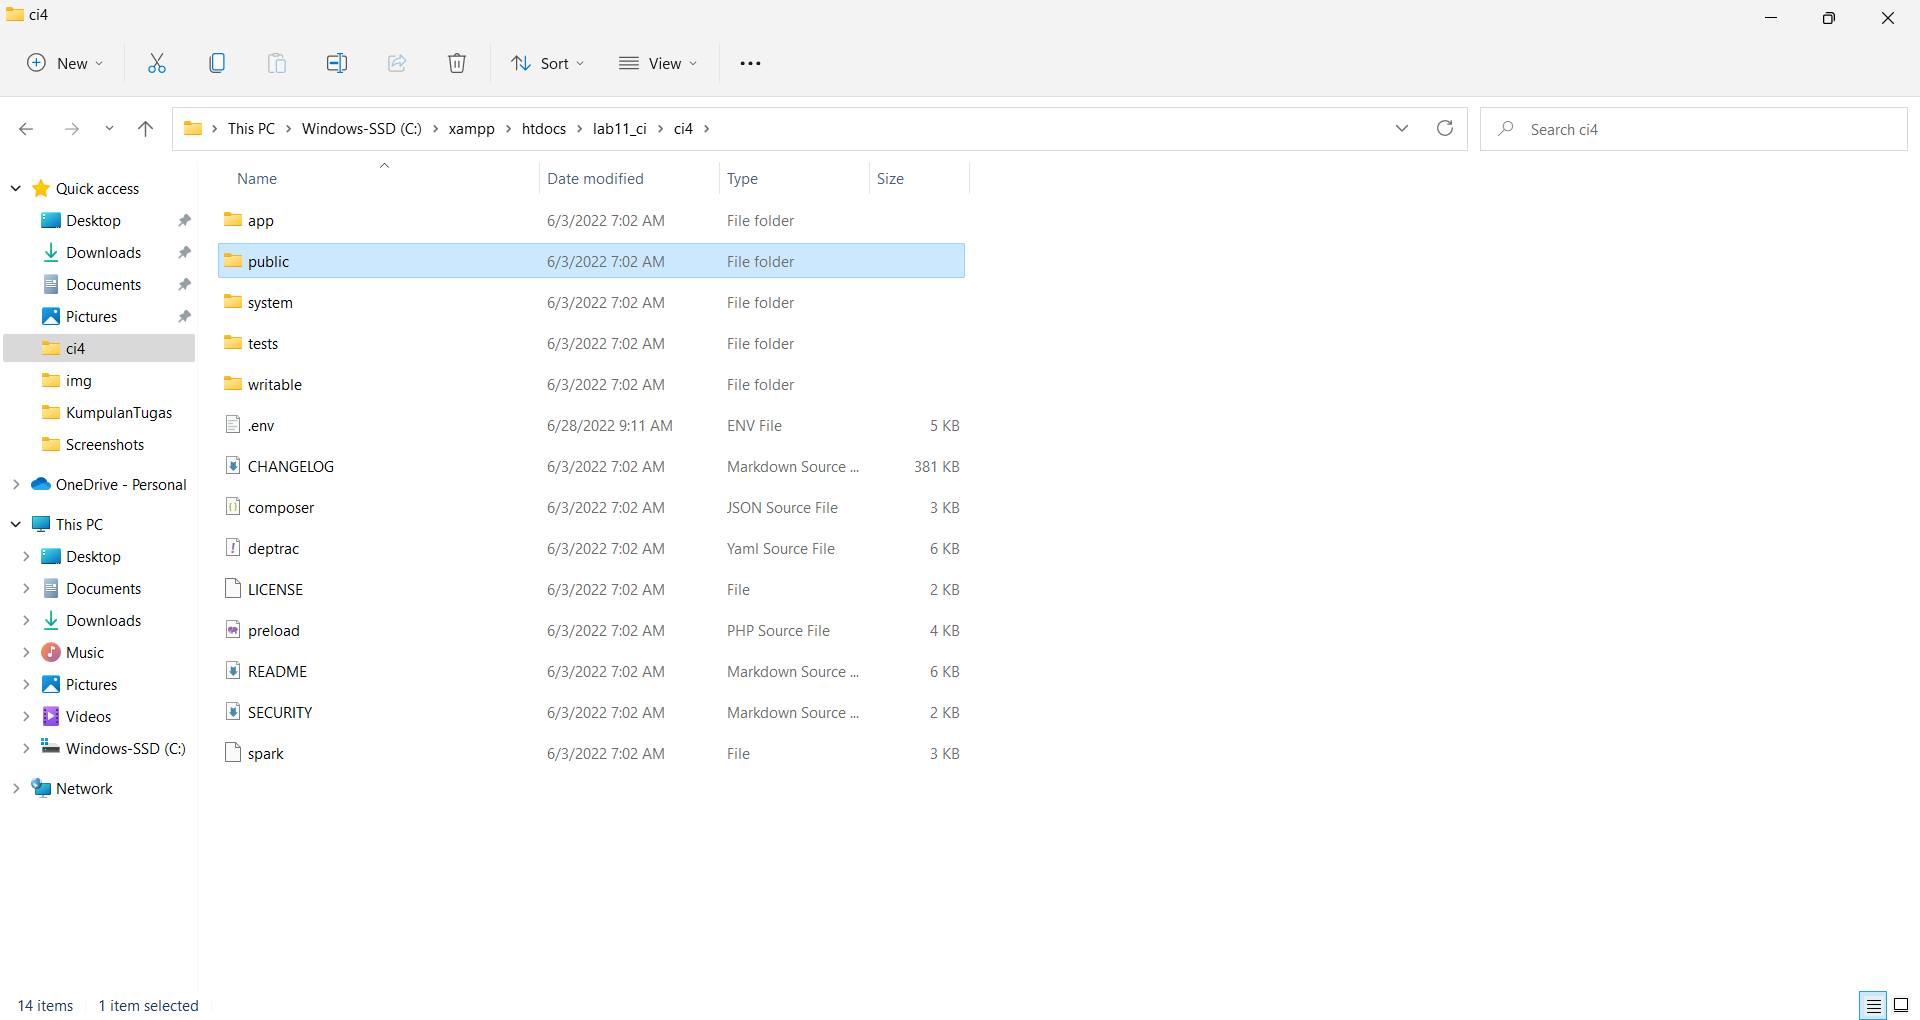 ci4
New
Sort
View
This PC > Windows-SSD (C:) > xampp > htdocs > lab11_ci > ci4 >
Search ci4
Name Date modified Type Size
Quick access
Desktop
Downloads
Documents
Pictures
ci4
img
KumpulanTugas
Screenshots
OneDrive - Personal
This PC
Desktop
Documents
Downloads
Music
Pictures
Videos
Windows-SSD (C:)
Network
app 6/3/2022 7:02 AM File folder
public 6/3/2022 7:02 AM File folder
system 6/3/2022 7:02 AM File folder
tests 6/3/2022 7:02 AM File folder
writable 6/3/2022 7:02 AM File folder
.env 6/28/2022 9:11 AM ENV File 5 KB
CHANGELOG 6/3/2022 7:02 AM Markdown Source ... 381 KB
composer 6/3/2022 7:02 AM JSON Source File 3 KB
deptrac 6/3/2022 7:02 AM Yaml Source File 6 KB
LICENSE 6/3/2022 7:02 AM File 2 KB
preload 6/3/2022 7:02 AM PHP Source File 4 KB
README 6/3/2022 7:02 AM Markdown Source ... 6 KB
SECURITY 6/3/2022 7:02 AM Markdown Source ... 2 KB
spark 6/3/2022 7:02 AM File 3 KB
14 items 1 item selected